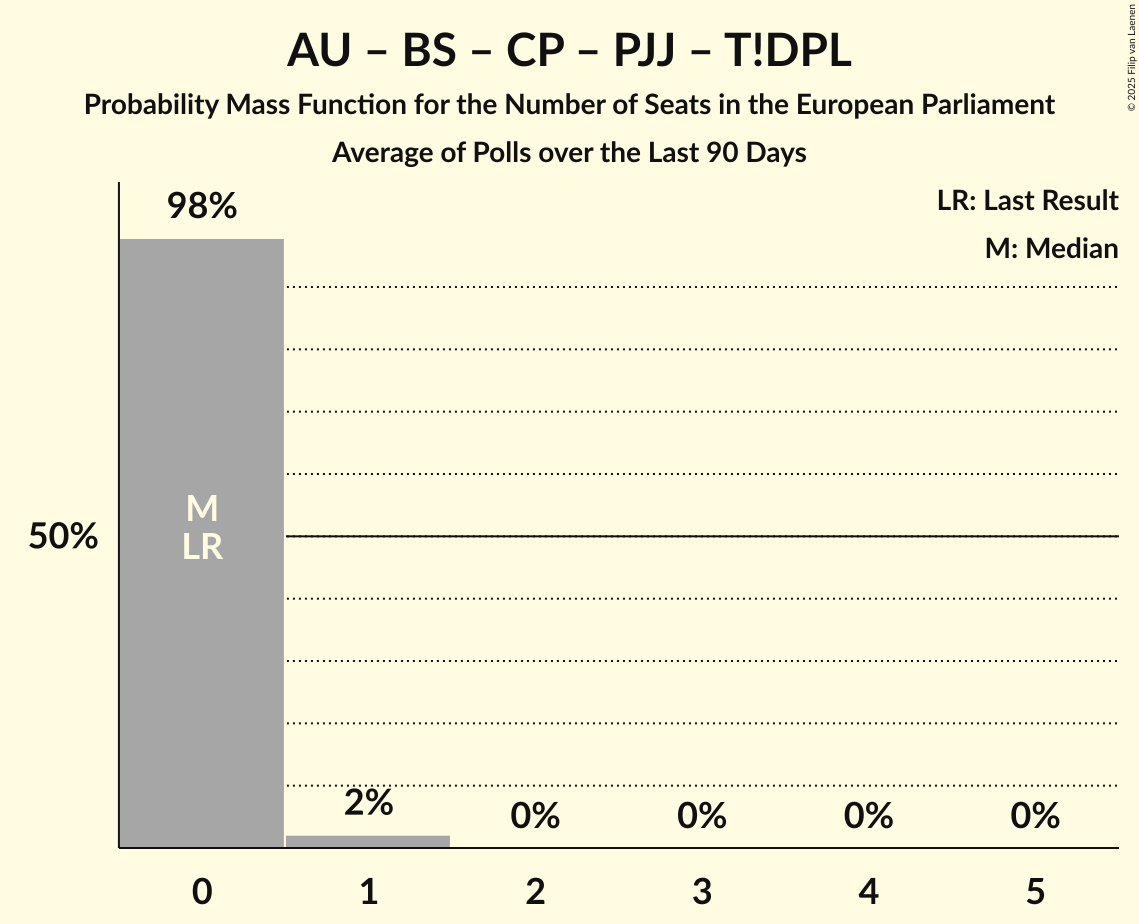 AU – BS – CP – PJJ – T!DPL
Probability Mass Function for the Number of Seats in the European Parliament
Average of Polls over the Last 90 Days
© 2025 Filip van Laenen
LR: Last Result
M: Median
98%
M
LR
50%
2%
0%
0%
0%
0%
0
1
2
3
4
5